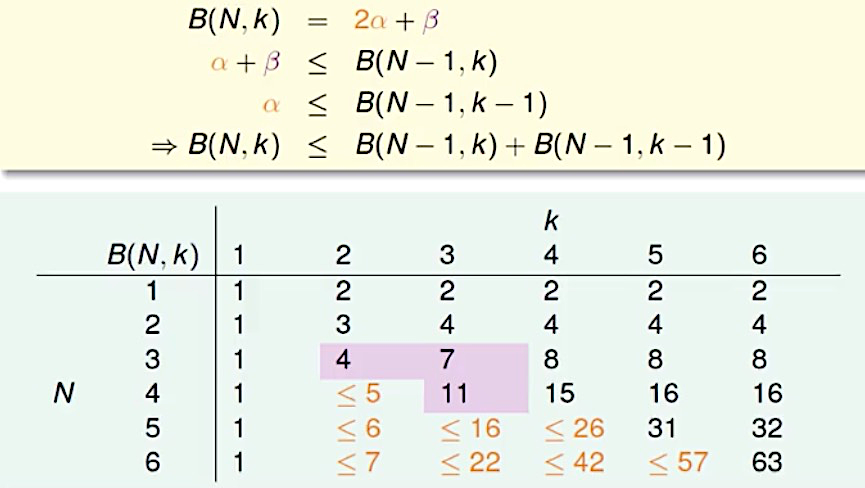 B(N, k) = 2α + β
α + β ≤ B(N − 1, k)
α ≤ B(N − 1, k − 1)
⇒ B(N, k) ≤ B(N − 1, k) + B(N − 1, k − 1)
k
B(N, k) 1 2 3 4 5 6
1 1 2 2 2 2 2
2 1 3 4 4 4 4
3 1 4 7 8 8 8
N 4 1 ≤ 5 11 15 16 16
5 1 ≤ 6 ≤ 16 ≤ 26 31 32
6 1 ≤ 7 ≤ 22 ≤ 42 ≤ 57 63